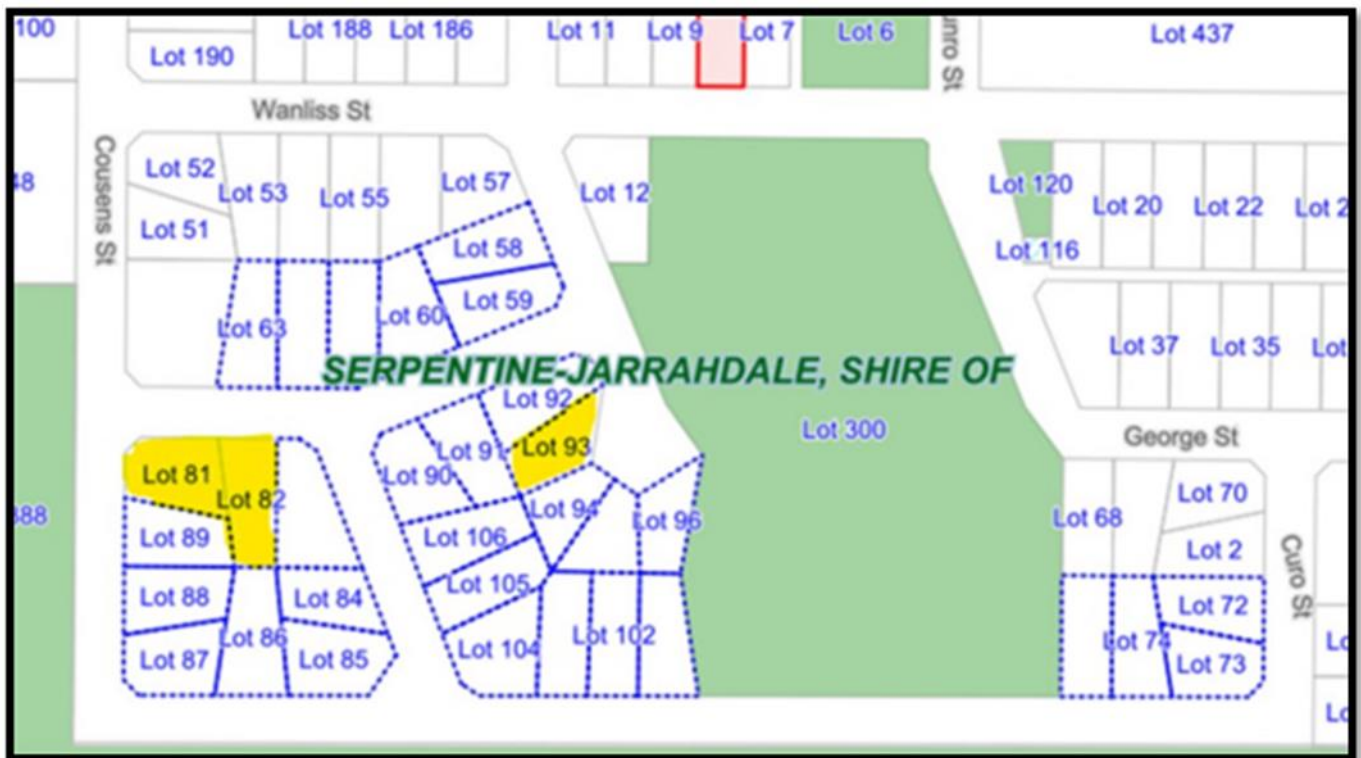 100
Lot 188
Lot 186
Lot 11
Lot 9
Lot 7
Lot 6
Lot 437
Lot 190
Wanliss St
Cousens St
Lot 52
Lot 53
Lot 55
Lot 57
Lot 12
Lot 120
Lot 20
Lot 22
Lot 2
Lot 51
Lot 58
Lot 116
Lot 59
Lot 63
Lot 60
Lot 37
Lot 35
Lot
SERPENTINE-JARRAHDALE, SHIRE OF
Lot 92
Lot 300
George St
Lot 81
Lot 82
Lot 91
Lot 93
Lot 90
Lot 70
Lot 94
Lot 96
Lot 68
Lot 89
Lot 106
Lot 2
Curo St
Lot 88
Lot 84
Lot 105
Lot 72
Lot 86
Lot 102
Lot 74
Lot 87
Lot 85
Lot 104
Lot 73